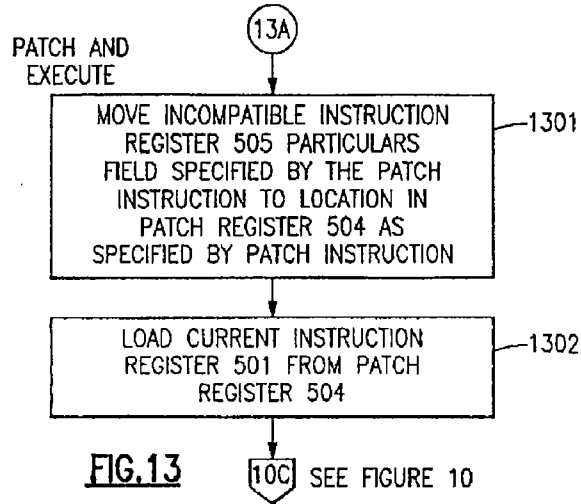 13A
PATCH AND
EXECUTE
MOVE INCOMPATIBLE INSTRUCTION
REGISTER 505 PARTICULARS
FIELD SPECIFIED BY THE PATCH
INSTRUCTION TO LOCATION IN
PATCH REGISTER 504 AS
SPECIFIED BY PATCH INSTRUCTION
1301
LOAD CURRENT INSTRUCTION
REGISTER 501 FROM PATCH
REGISTER 504
1302
FIG.13
10C SEE FIGURE 10